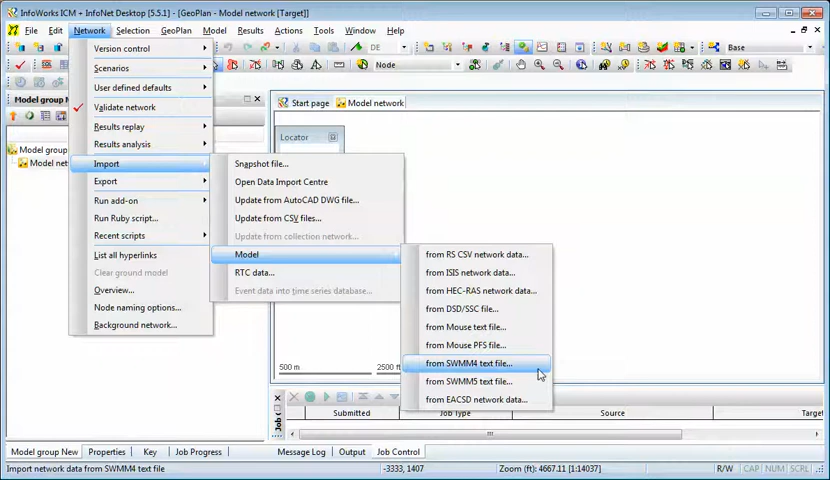 InfoWorks ICM + InfoNet Desktop [5.5.1] - [GeoPlan - Model network [Target]]
File Edit Network Selection GeoPlan Model Results Actions Tools Window Help
DE Base
Node
Version control
Scenarios
User defined defaults
Validate network
Results replay
Results analysis
Import
Export
Run add-on
Run Ruby script...
Recent scripts
List all hyperlinks
Clear ground model
Overview...
Node naming options...
Background network...
Model group
Model group
Model net
Snapshot file...
Open Data Import Centre
Update from AutoCAD DWG file...
Update from CSV files...
Update from collection network...
Model
RTC data...
Event data into time series database...
from RS CSV network data...
from ISIS network data...
from HEC-RAS network data...
from DSD/SSC file...
from Mouse text file...
from Mouse PFS file...
from SWMM4 text file...
from SWMM5 text file...
from EACSD network data...
Start page Model network
Locator
500 m 2500 fe
Job C
Submitted Job Type Source Target
Model group New Properties Key Job Progress Message Log Output Job Control
Import network data from SWMM4 text file -3333, 1407 Zoom (ft): 4667.11 [1:14037] R/W CAP NUM SCRL